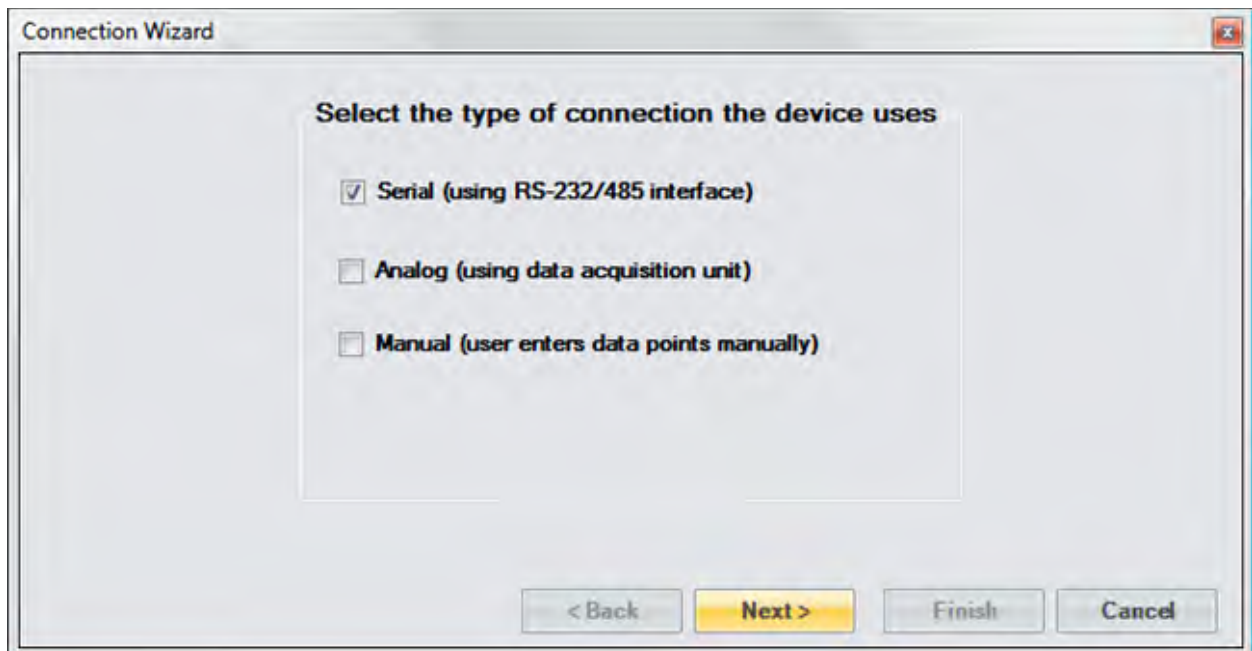 Connection Wizard
Select the type of connection the device uses
Serial (using RS-232/485 interface)
Analog (using data acquisition unit)
Manual (user enters data points manually)
< Back Next > Finish Cancel